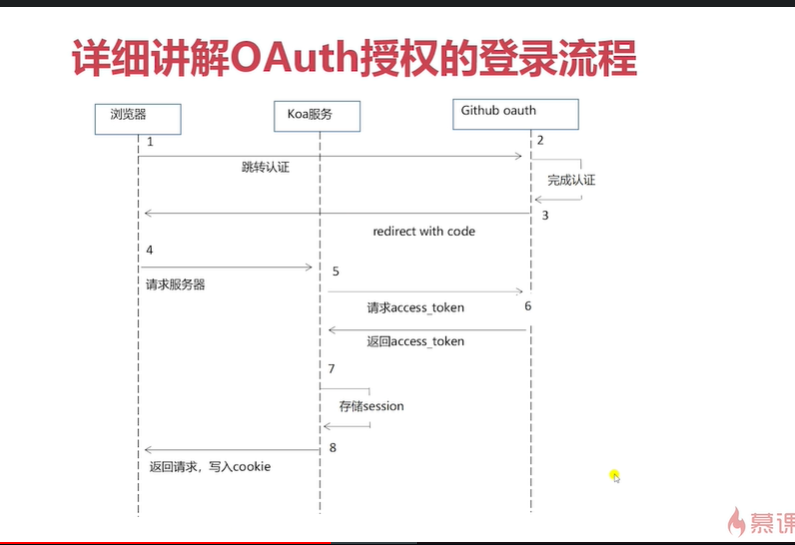 详细讲解OAuth授权的登录流程
浏览器
Koa服务
Github oauth
1
2
跳转认证
完成认证
3
redirect with code
4
请求服务器
5
请求access_token
6
返回access_token
7
存储session
8
返回请求，写入cookie
慕课